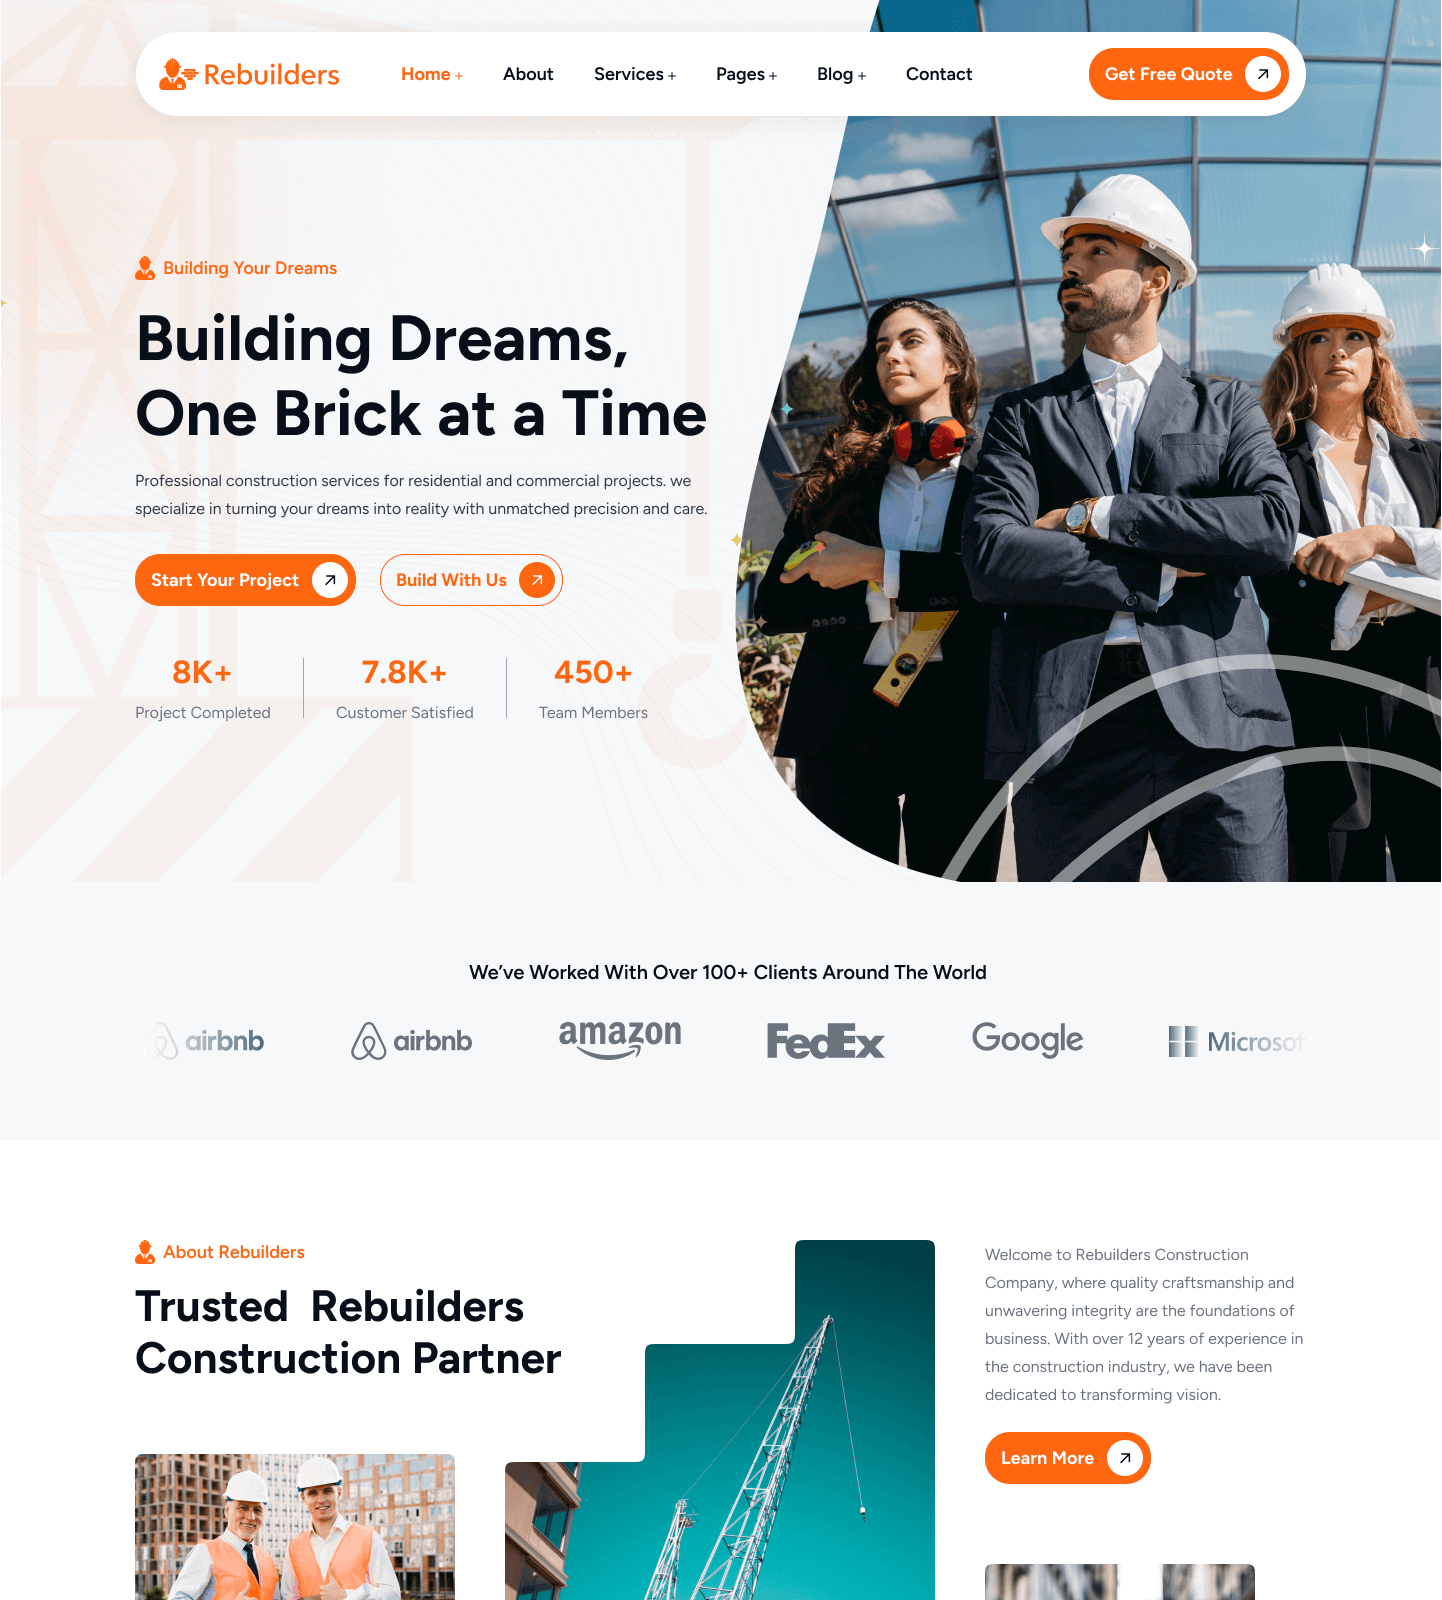 Rebuilders
Home +
About
Services +
Pages +
Blog +
Contact
Get Free Quote
Building Your Dreams
Building Dreams,
One Brick at a Time
Professional construction services for residential and commercial projects. we
specialize in turning your dreams into reality with unmatched precision and care.
Start Your Project
Build With Us
8K+
Project Completed
7.8K+
Customer Satisfied
450+
Team Members
We’ve Worked With Over 100+ Clients Around The World
airbnb
airbnb
amazon
FedEx
Google
Microsoft
About Rebuilders
Trusted Rebuilders
Construction Partner
Welcome to Rebuilders Construction
Company, where quality craftsmanship and
unwavering integrity are the foundations of
business. With over 12 years of experience in
the construction industry, we have been
dedicated to transforming vision.
Learn More